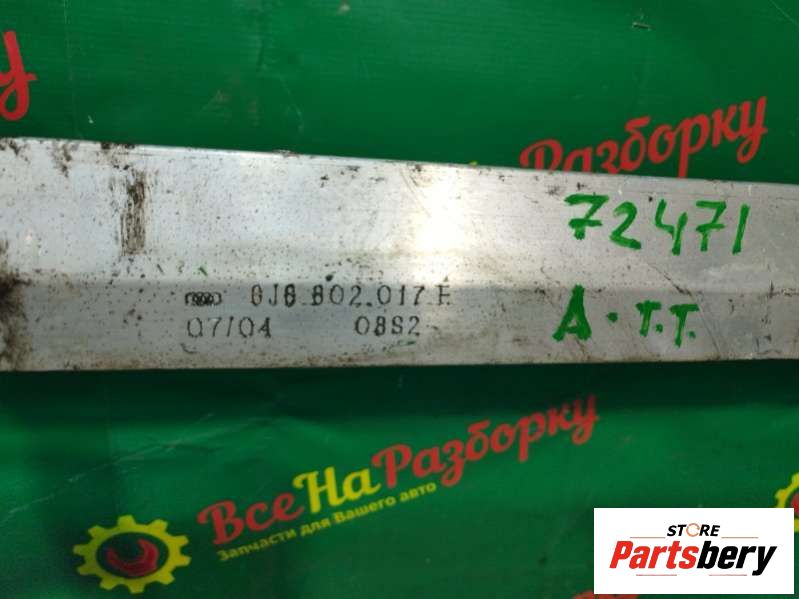 Разборку
72471
8J8.802.017.E
07/04 08S2
А.Т.Т.
ВсеНаРазборку
Запчасти для Вашего авто
STORE
Partsbery